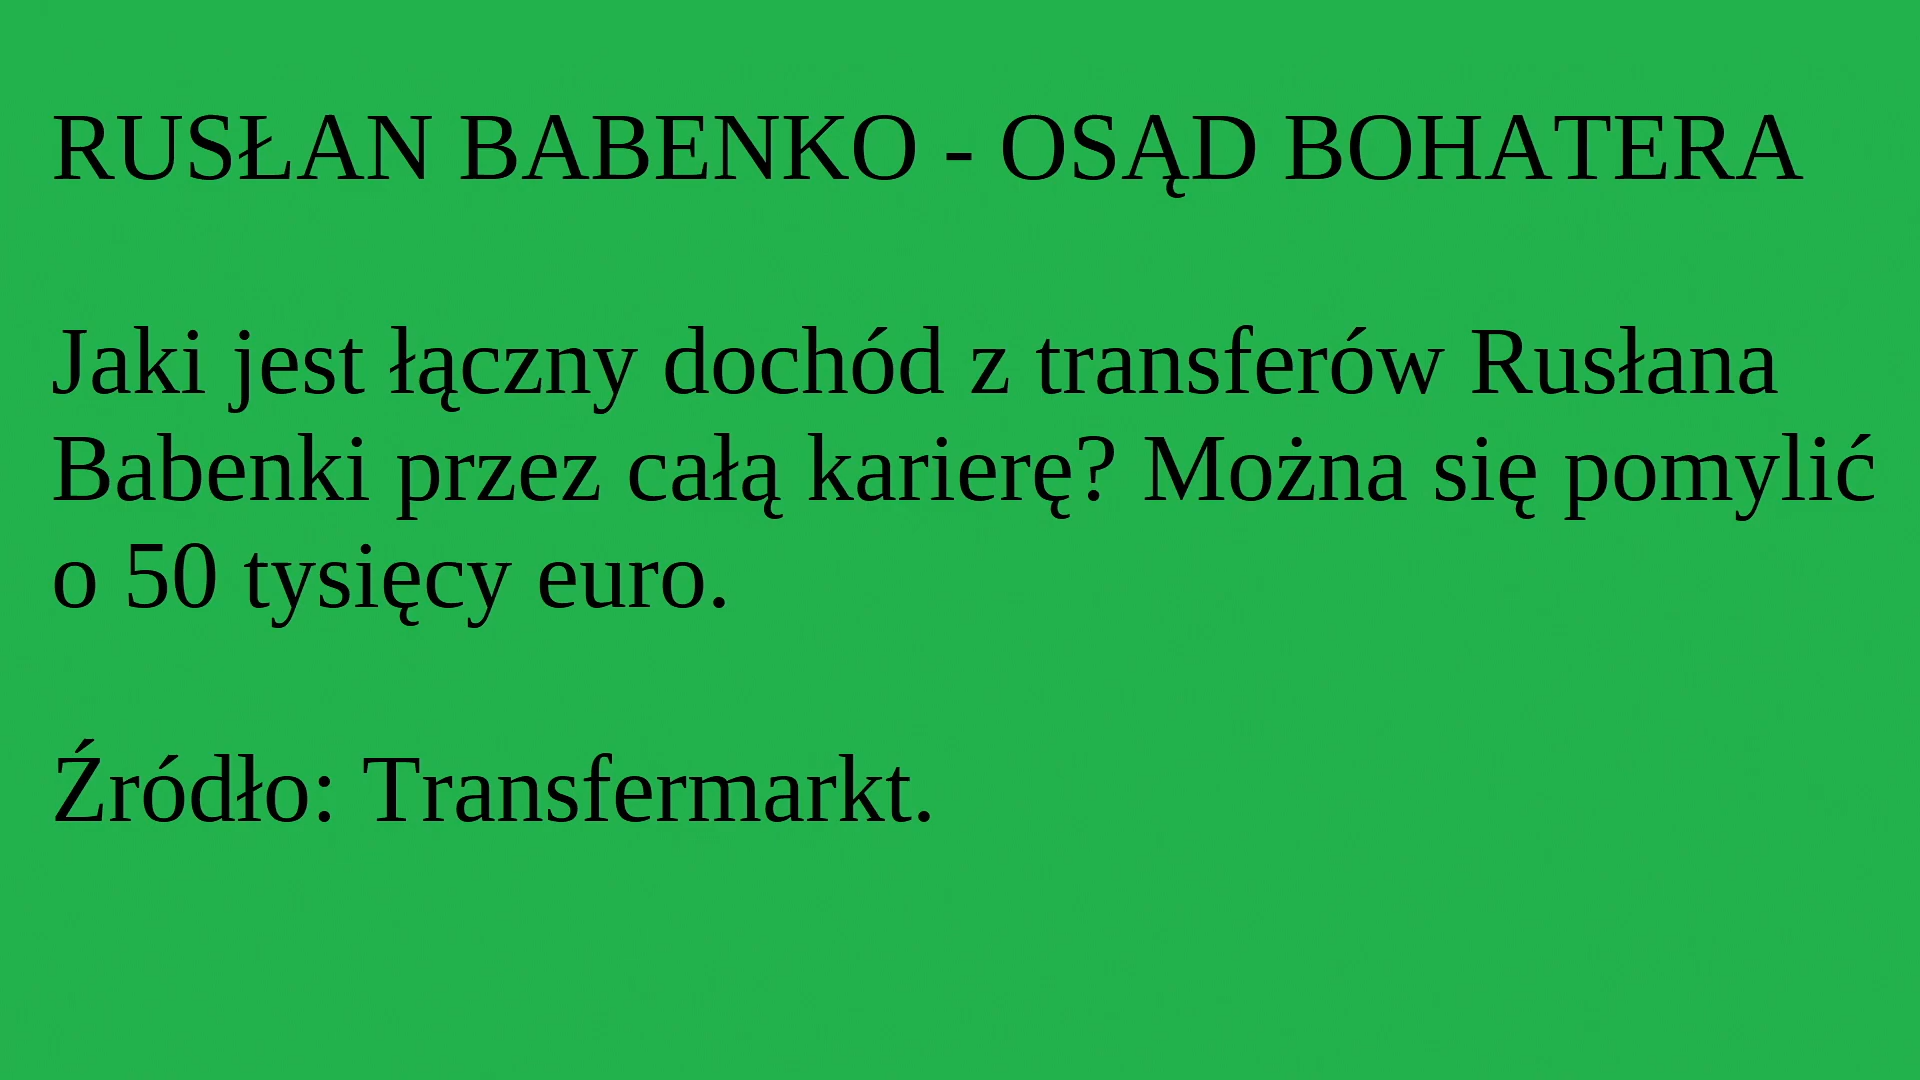 RUSŁAN BABENKO - OSĄD BOHATERA
Jaki jest łączny dochód z transferów Rusłana
Babenki przez całą karierę? Można się pomylić
o 50 tysięcy euro.
Źródło: Transfermarkt.